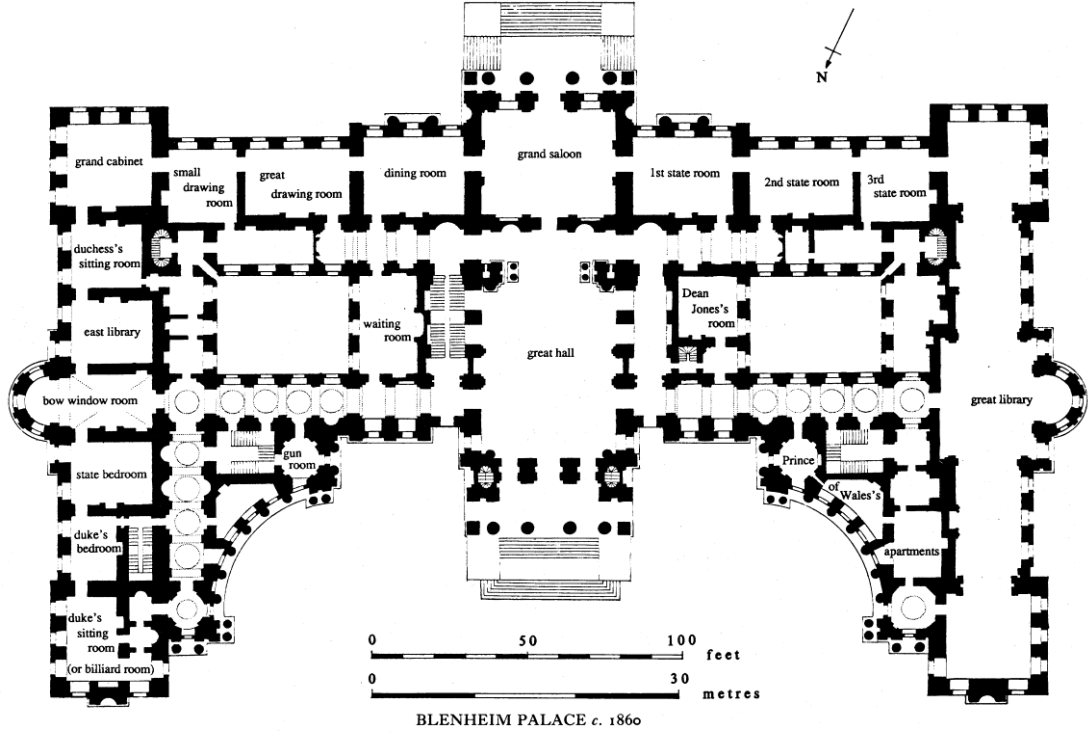 N
grand cabinet
small
drawing
room
great
drawing room
dining room
grand saloon
1st state room
2nd state room
3rd
state room
duchess's
sitting room
east library
waiting
room
great hall
Dean
Jones's
room
bow window room
great library
state bedroom
gun
room
Prince
of Wales's
apartments
duke's
bedroom
duke's
sitting
room
(or billiard room)
0 50 100
feet
0 30
metres
BLENHEIM PALACE c. 1860